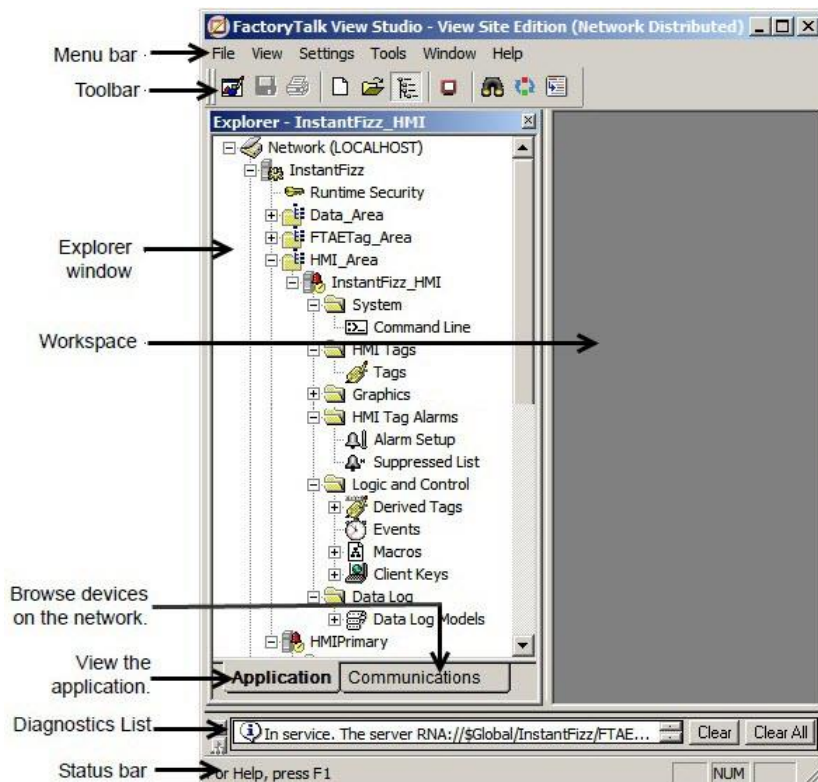 FactoryTalk View Studio - View Site Edition (Network Distributed)
Menu bar
File View Settings Tools Window Help
Toolbar
Explorer - InstantFizz_HMI
Network (LOCALHOST)
InstantFizz
Runtime Security
Data_Area
FTAETag_Area
Explorer
window
HMI_Area
InstantFizz_HMI
System
Command Line
Workspace
HMI Tags
Tags
Graphics
HMI Tag Alarms
Alarm Setup
Suppressed List
Logic and Control
Derived Tags
Events
Macros
Client Keys
Browse devices
on the network.
Data Log
Data Log Models
HMIPrimary
View the
application.
Application Communications
Diagnostics List
In service. The server RNA://$Global/InstantFizz/FTAE... Clear Clear All
Status bar
For Help, press F1 NUM